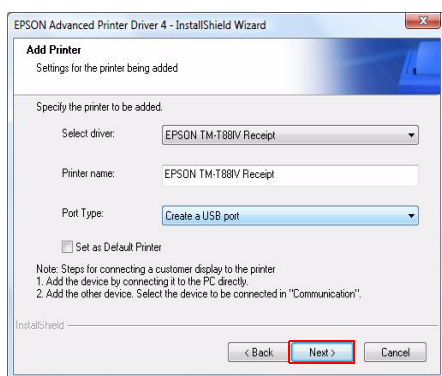 EPSON Advanced Printer Driver 4 - InstallShield Wizard
Add Printer
Settings for the printer being added
Specify the printer to be added.
Select driver: EPSON TM-T88IV Receipt
Printer name: EPSON TM-T88IV Receipt
Port Type: Create a USB port
Set as Default Printer
Note: Steps for connecting a customer display to the printer
1. Add the device by connecting it to the PC directly.
2. Add the other device. Select the device to be connected in "Communication".
InstallShield
< Back Next > Cancel